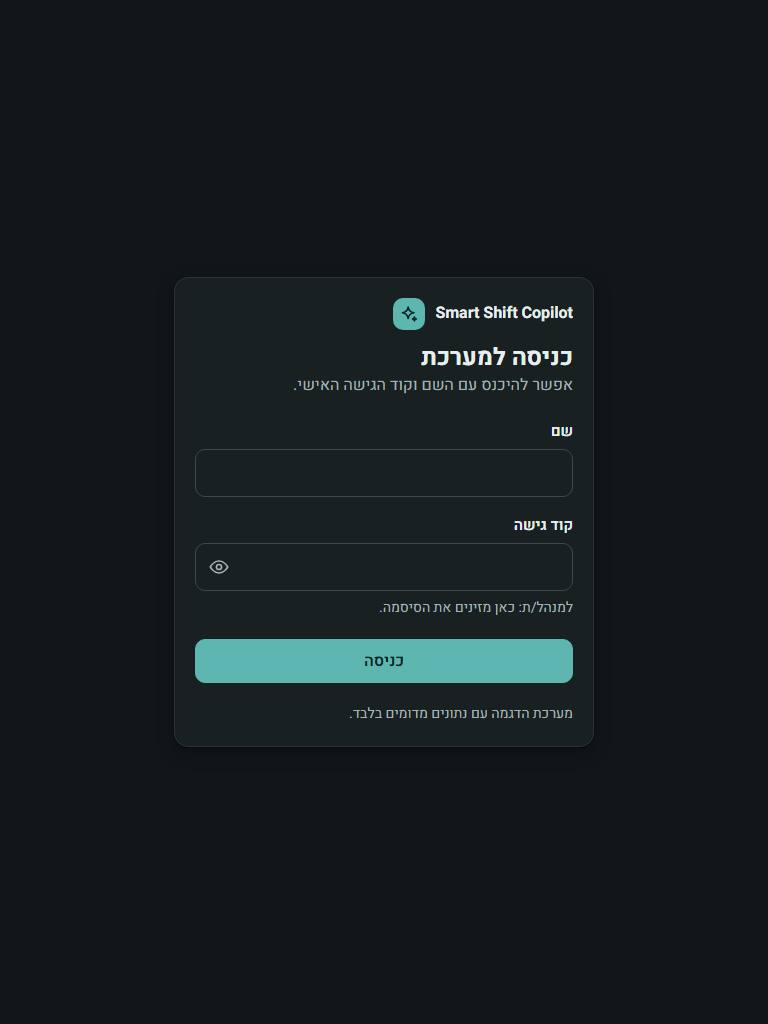 Smart Shift Copilot
כניסה למערכת
אפשר להיכנס עם השם וקוד הגישה האישי.
שם
קוד גישה
למנהל/ת: כאן מזינים את הסיסמה.
כניסה
מערכת הדגמה עם נתונים מדומים בלבד.